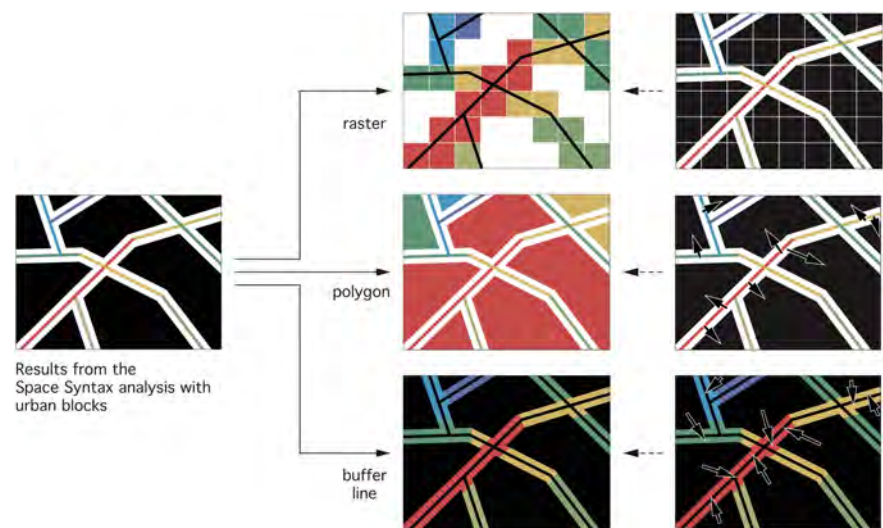 raster
polygon
Results from the
Space Syntax analysis with
urban blocks
buffer
line